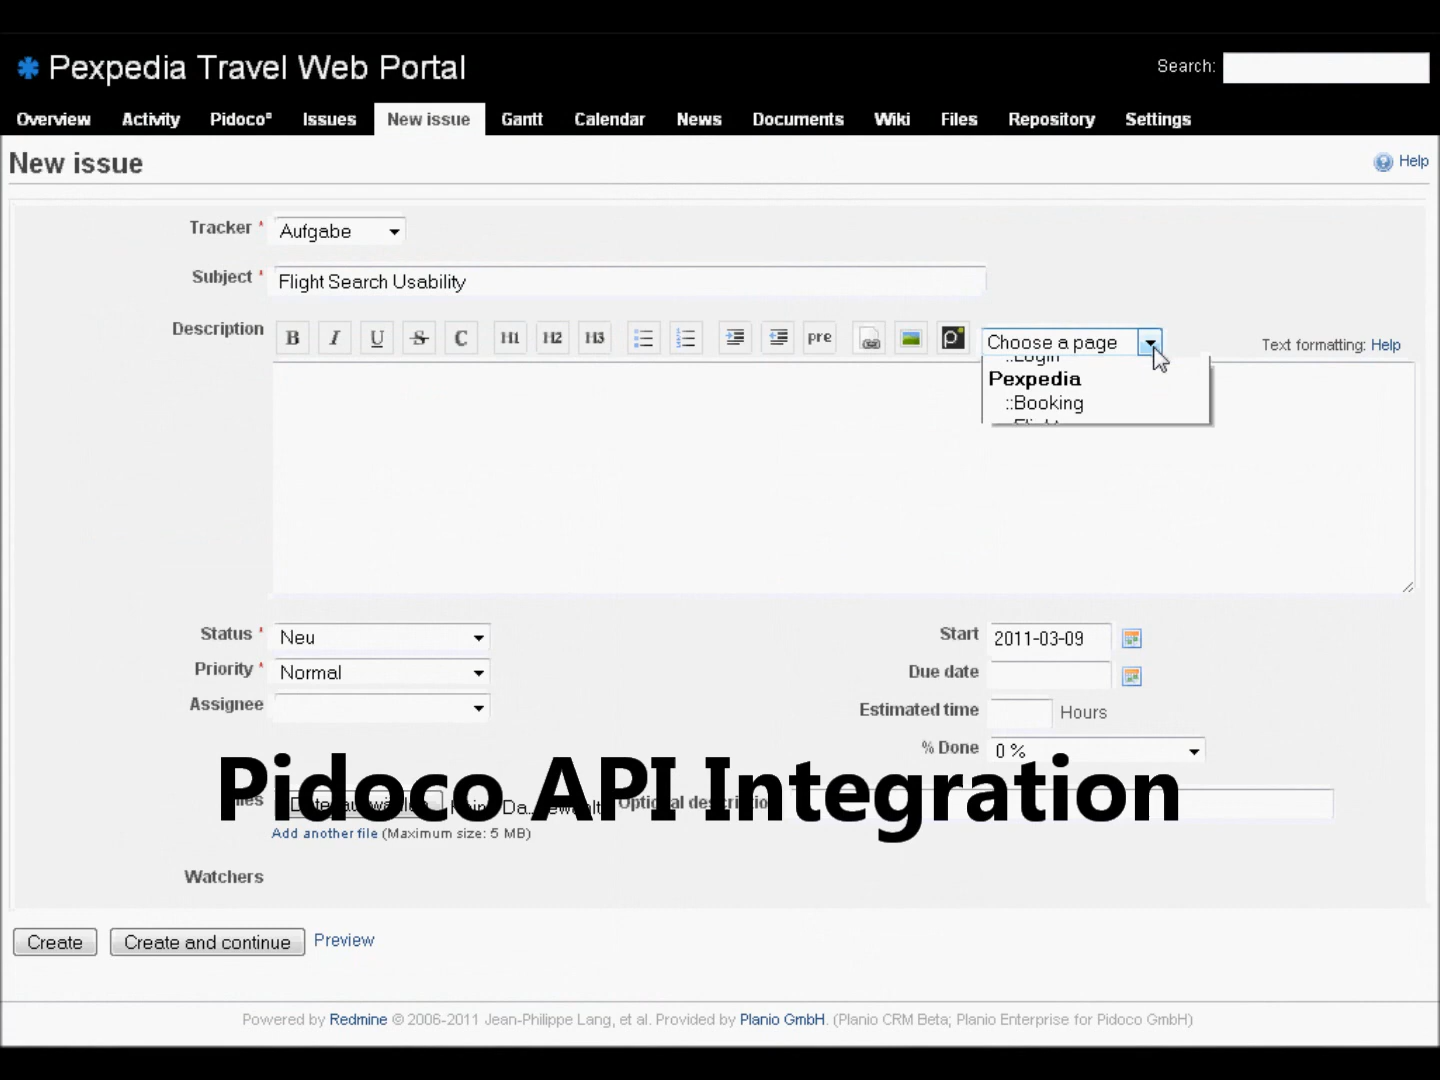 Pexpedia Travel Web Portal
Search:
Overview Activity Pidoco° Issues New issue Gantt Calendar News Documents Wiki Files Repository Settings
New issue
Help
Tracker * Aufgabe
Subject * Flight Search Usability
Description B I U S C H1 H2 H3 pre Choose a page
Text formatting: Help
::Login
Pexpedia
::Booking
Status * Neu
Start 2011-03-09
Priority * Normal
Due date
Assignee
Estimated time Hours
% Done 0 %
Pidoco API Integration
Add another file (Maximum size: 5 MB)
Watchers
Create Create and continue Preview
Powered by Redmine © 2006-2011 Jean-Philippe Lang, et al. Provided by Planio GmbH. (Planio CRM Beta; Planio Enterprise for Pidoco GmbH)